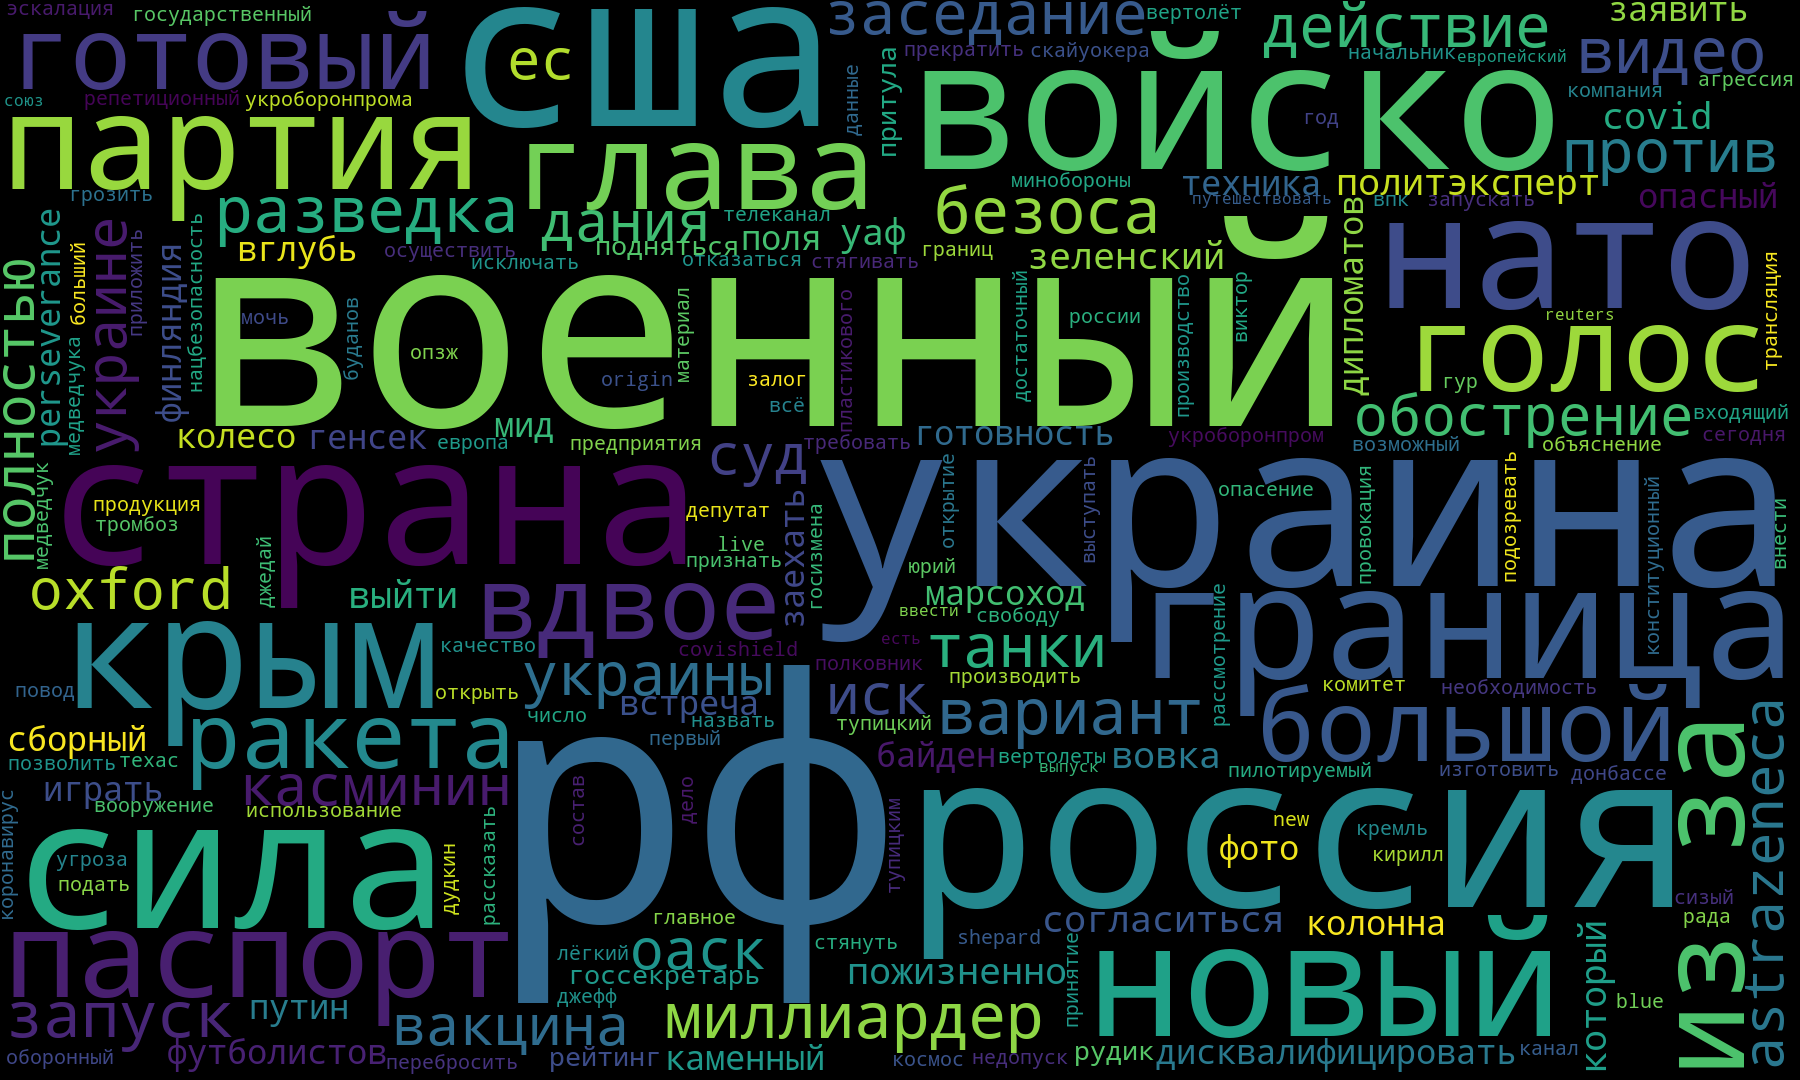 эскалация
государственный
готовый
сша
ес
заседание
вертолёт
действие
заявить
видео
прекратить
скайуокера
начальник
европейский
агрессия
союз
репетиционный
укроборонпрома
данные
притула
войско
год
компания
covid
партия
глава
против
грозить
разведка
дания
телеканал
минобороны
техника
путешествовать
политэксперт
впк
запускать
опасный
безоса
вглубь
осуществить
исключать
подняться
поля
отказаться
стягивать
уаф
границ
зеленский
нато
полностью
perseverance
больший
медведчука
украине
приложить
финляндия
нацбезопасность
военный
мочь
буданов
опзж
origin
материал
залог
всё
пластикового
достаточный
россии
производство
виктор
дипломатов
reuters
трансляция
голос
гур
обострение
входящий
колесо
генсек
европа
мид
предприятия
суд
требовать
готовность
укроборонпром
возможный
объяснение
сегодня
медведчук
страна
продукция
тромбоз
депутат
заехать
госизмена
украина
открытие
выступать
опасение
провокация
подозревать
конституционный
внести
джедай
live
признать
юрий
oxford
выйти
вдвое
марсоход
ввести
свободу
рассмотрение
граница
крым
качество
covishield
есть
танки
полковник
производить
повод
открыть
украины
встреча
иск
вариант
комитет
необходимость
большой
ракета
число
назвать
тупицкий
сборный
позволить
техас
первый
байден
вертолеты
выпуск
вовка
пилотируемый
изготовить
донбассе
из за
играть
касминин
коронавирус
вооружение
использование
рф
состав
дело
тупицким
россия
new
кремль
фото
кирилл
astrazeneca
сила
угроза
подать
дудкин
рассказать
главное
согласиться
колонна
сизый
рада
паспорт
лёгкий
оаск
стянуть
shepard
госсекретарь
джефф
пожизненно
принятие
новый
который
blue
запуск
путин
вакцина
миллиардер
оборонный
футболистов
перебросить
рейтинг
каменный
космос
недопуск
рудик
дисквалифицировать
канал